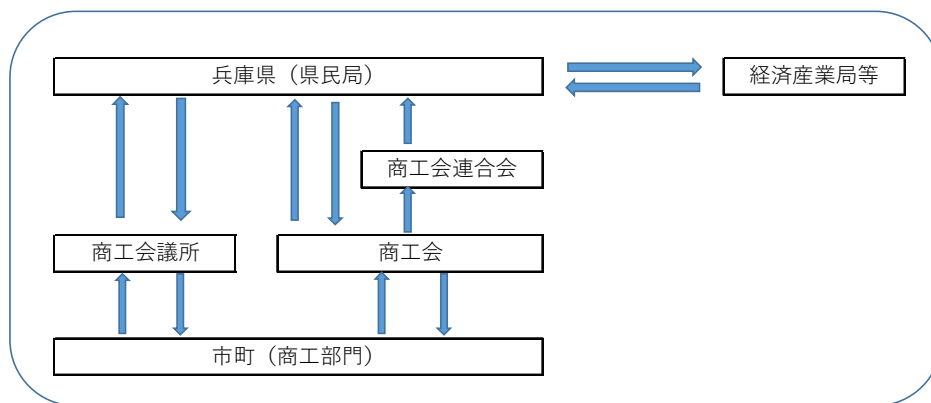 兵庫県（県民局）
経済産業局等
商工会連合会
商工会議所
商工会
市町（商工部門）